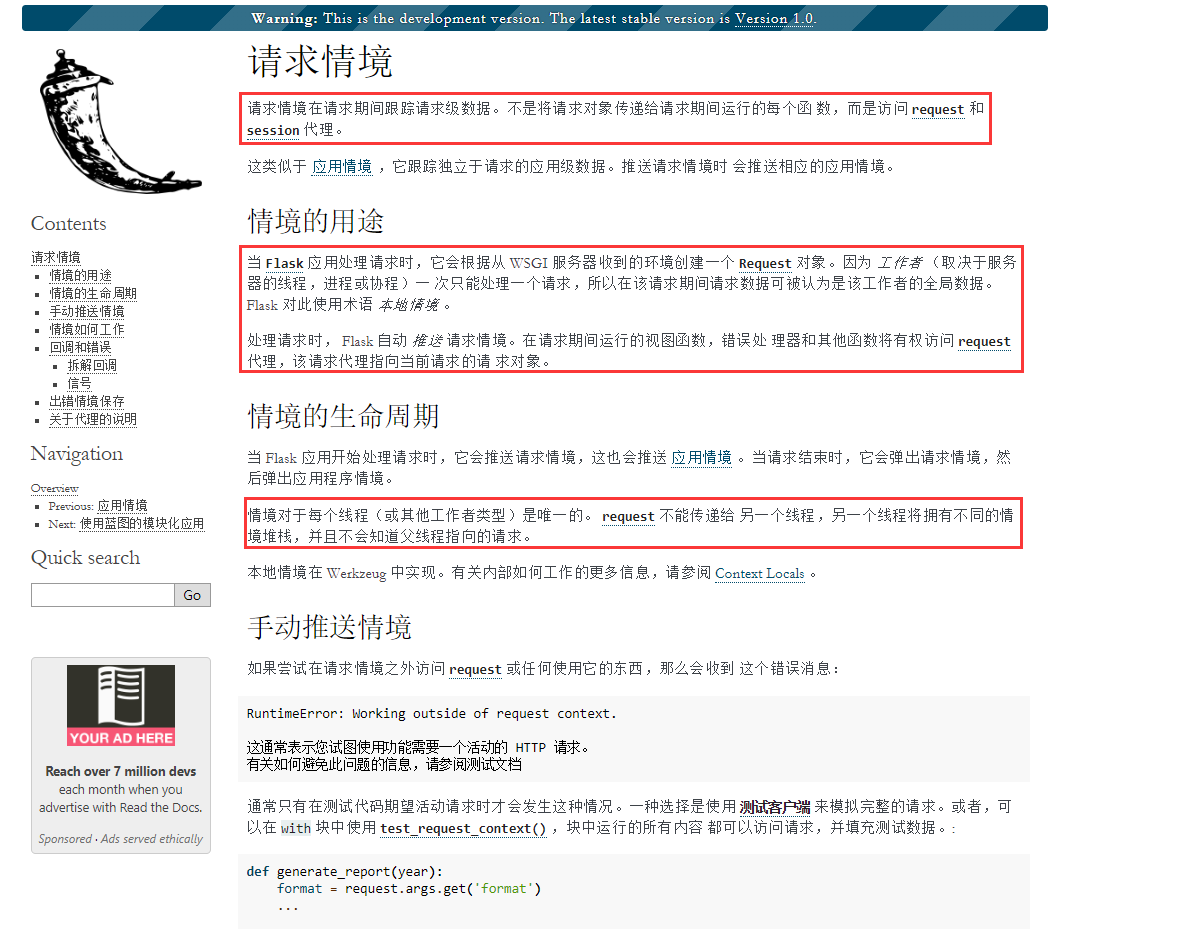 Warning: This is the development version. The latest stable version is Version 1.0.
Contents
请求情境
情境的用途
情境的生命周期
手动推送情境
情境如何工作
回调和错误
拆解回调
信号
出错情境保存
关于代理的说明
Navigation
Overview
Previous: 应用情境
Next: 使用蓝图的模块化应用
Quick search
Go
YOUR AD HERE
Reach over 7 million devs
each month when you
advertise with Read the Docs.
Sponsored · Ads served ethically
请求情境
请求情境在请求期间跟踪请求级数据。不是将请求对象传递给请求期间运行的每个函 数，而是访问 request 和
session 代理。
这类似于 应用情境 ，它跟踪独立于请求的应用级数据。推送请求情境时 会推送相应的应用情境。
情境的用途
当 Flask 应用处理请求时，它会根据从 WSGI 服务器收到的环境创建一个 Request 对象。因为 工作者 （取决于服务
器的线程，进程或协程）一 次只能处理一个请求，所以在该请求期间请求数据可被认为是该工作者的全局数据。
Flask 对此使用术语 本地情境 。
处理请求时， Flask 自动 推送 请求情境。在请求期间运行的视图函数，错误处 理器和其他函数将有权访问 request
代理，该请求代理指向当前请求的请 求对象。
情境的生命周期
当 Flask 应用开始处理请求时，它会推送请求情境，这也会推送 应用情境 。当请求结束时，它会弹出请求情境，然
后弹出应用程序情境。
情境对于每个线程（或其他工作者类型）是唯一的。 request 不能传递给 另一个线程，另一个线程将拥有不同的情
境堆栈，并且不会知道父线程指向的请求。
本地情境在 Werkzeug 中实现。有关内部如何工作的更多信息，请参阅 Context Locals 。
手动推送情境
如果尝试在请求情境之外访问 request 或任何使用它的东西，那么会收到 这个错误消息：
RuntimeError: Working outside of request context.
这通常表示您试图使用功能需要一个活动的 HTTP 请求。
有关如何避免此问题的信息，请参阅测试文档
通常只有在测试代码期望活动请求时才会发生这种情况。一种选择是使用 测试客户端 来模拟完整的请求。或者，可
以在 with 块中使用 test_request_context() ，块中运行的所有内容 都可以访问请求，并填充测试数据。:
def generate_report(year):
    format = request.args.get('format')
    ...